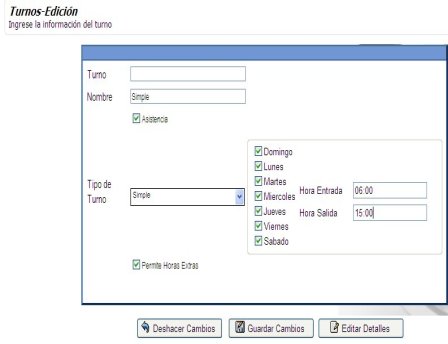 Turnos-Edición
Ingrese la información del turno
Turno
Nombre Simple
Asistencia
Domingo
Lunes
Martes
Miercoles
Jueves
Viernes
Sabado
Hora Entrada 06:00
Hora Salida 15:00
Tipo de
Turno
Simple
Permite Horas Extras
Deshacer Cambios Guardar Cambios Editar Detalles